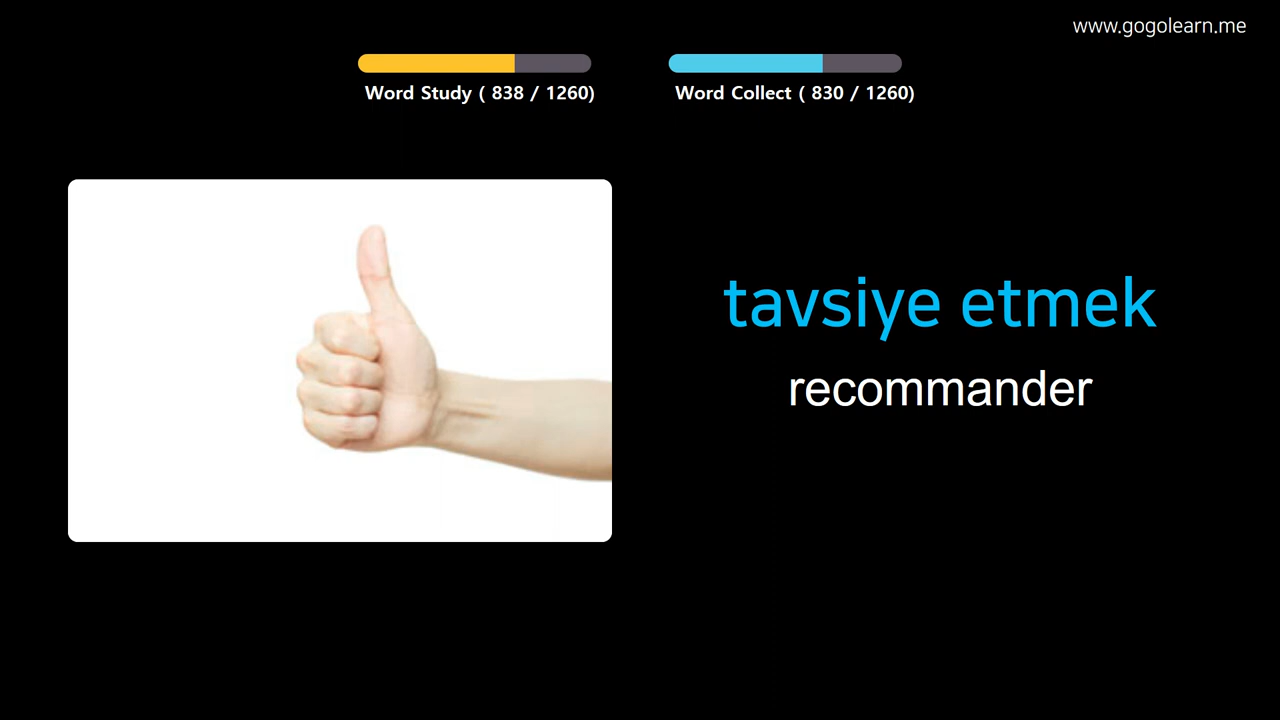 www.gogolearn.me
Word Study ( 838 / 1260)
Word Collect ( 830 / 1260)
tavsiye etmek
recommander